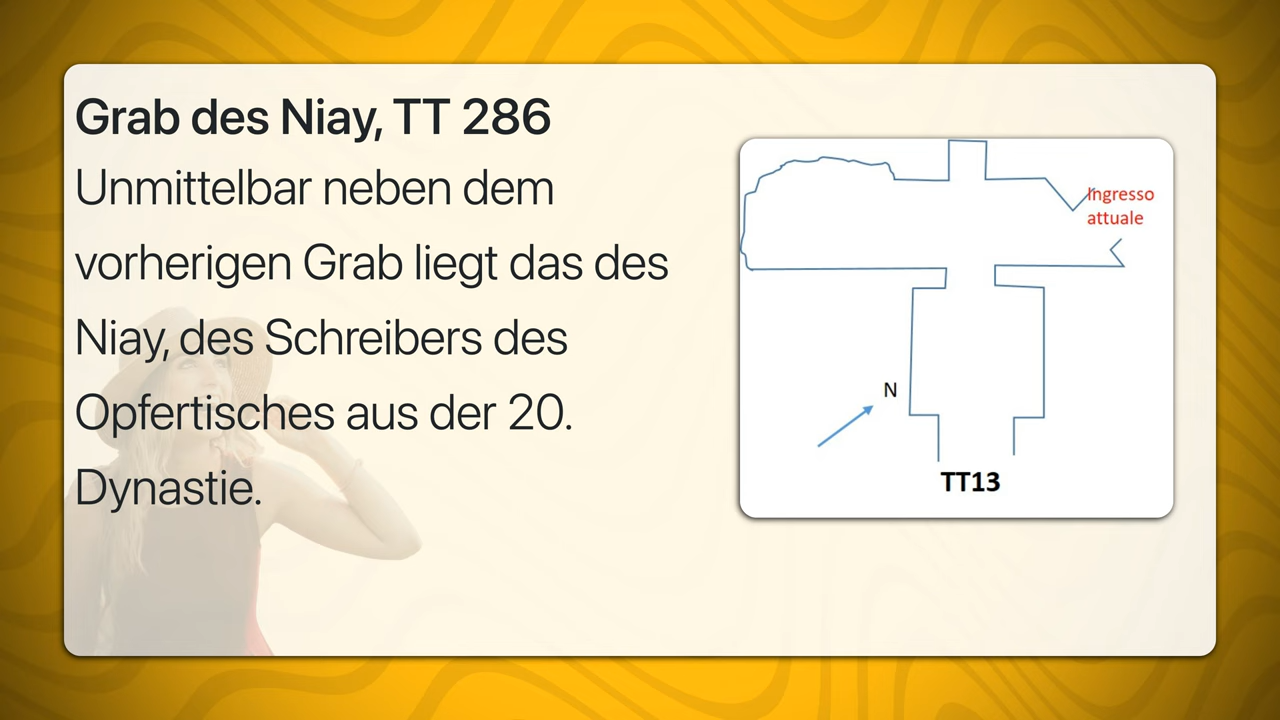 Grab des Niay, TT 286
Unmittelbar neben dem
vorherigen Grab liegt das des
Niay, des Schreibers des
Opfertisches aus der 20.
Dynastie.
Ingresso
attuale
N
TT13